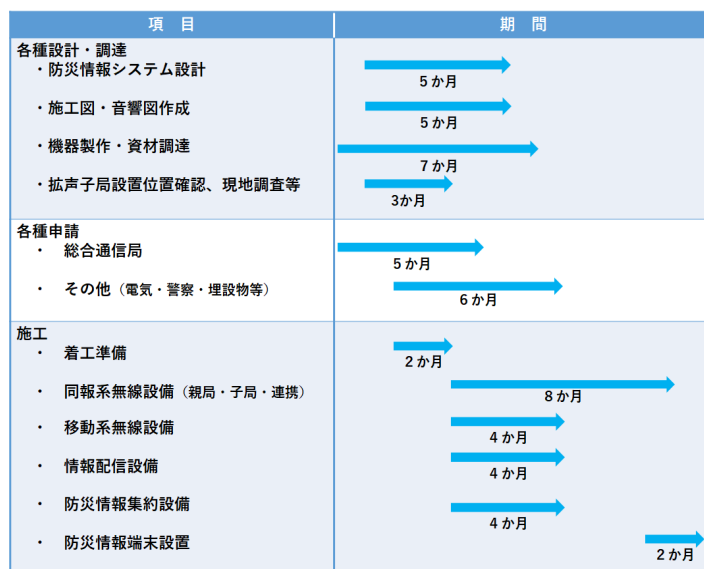 項 目 期 間
各種設計・調達
・防災情報システム設計
5か月
・施工図・音響図作成
5か月
・機器製作・資材調達
7か月
・拡声子局設置位置確認、現地調査等
3か月
各種申請
・ 総合通信局
5か月
・ その他（電気・警察・埋設物等）
6か月
施工
・ 着工準備
2か月
・ 同報系無線設備（親局・子局・連携）
8か月
・ 移動系無線設備
4か月
・ 情報配信設備
4か月
・ 防災情報集約設備
4か月
・ 防災情報端末設置
2か月